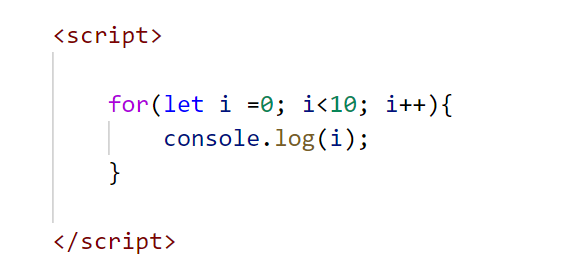 <script>
for(let i =0; i<10; i++){
console.log(i);
}
</script>